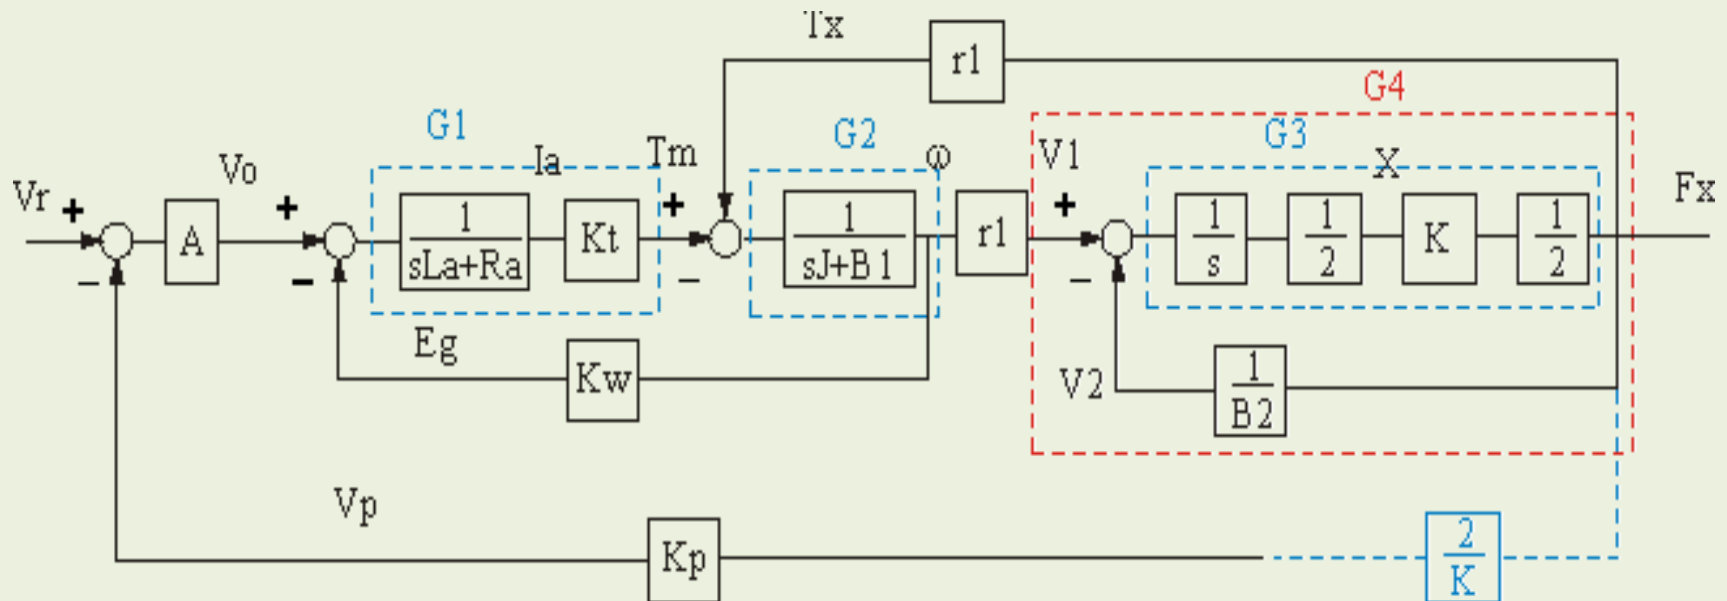 Tx
r1
G4
G1
G2
G3
Ia
Tm
ω
V1
X
Vr
+
Vo
+
+
+
Fx
A
1
sLa+Ra
Kt
1
sJ+B1
r1
1
s
1
2
K
1
2
−
−
−
−
Eg
Kw
V2
1
B2
Vp
Kp
2
K